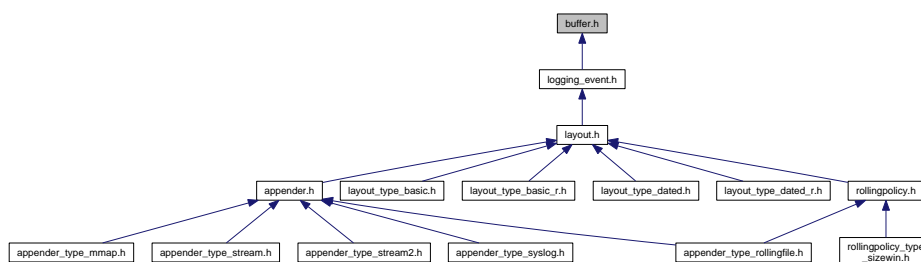 buffer.h
logging_event.h
layout.h
appender.h
layout_type_basic.h
layout_type_basic_r.h
layout_type_dated.h
layout_type_dated_r.h
rollingpolicy.h
appender_type_mmap.h
appender_type_stream.h
appender_type_stream2.h
appender_type_syslog.h
appender_type_rollingfile.h
rollingpolicy_type
_sizewin.h